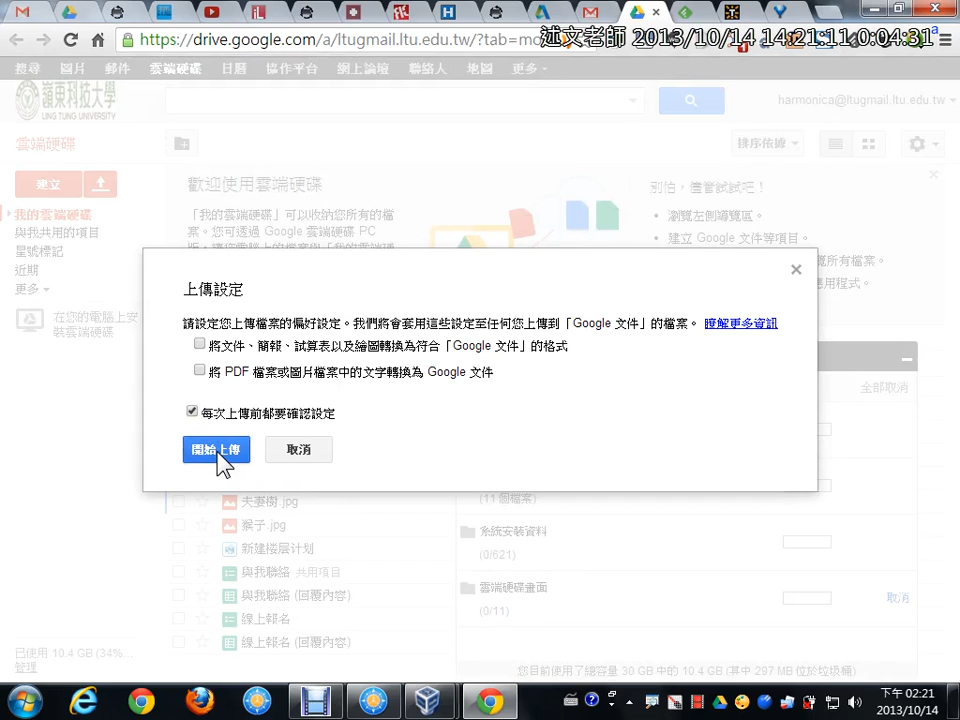 https://drive.google.com/a/ltugmail.ltu.edu.tw/?tab=mo
述文老師 2013/10/14 14:21:11 0:04:31
搜尋 圖片 郵件 雲端硬碟 日曆 協作平台 網上論壇 聯絡人 地圖 更多
嶺東科技大學
LING TUNG UNIVERSITY
harmonica@ltugmail.ltu.edu.tw
雲端硬碟
排序依據
建立
歡迎使用雲端硬碟
別怕，儘管試試吧！
我的雲端硬碟
與我共用的項目
星號標記
近期
更多
在您的電腦上安
裝雲端硬碟
「我的雲端硬碟」可以收納您所有的檔
案。您可透過 Google 雲端硬碟 PC
瀏覽左側導覽區。
建立 Google 文件等項目。
覽所有檔案。
應用程式。
上傳設定
請設定您上傳檔案的偏好設定。我們將會套用這些設定至任何您上傳到「Google 文件」的檔案。 瞭解更多資訊
將文件、簡報、試算表以及繪圖轉換為符合「Google 文件」的格式
將 PDF 檔案或圖片檔案中的文字轉換為 Google 文件
每次上傳前都要確認設定
開始上傳 取消
全部取消
(11 個檔案)
夫妻樹.jpg
猴子.jpg
新建楼层计划
與我聯絡 共用項目
與我聯絡 (回覆內容)
線上報名
線上報名 (回覆內容)
系統安裝資料
(0/621)
雲端硬碟畫面
(0/11)
取消
已使用 10.4 GB (34%...
管理
您目前使用了總容量 30 GB 中的 10.4 GB (其中 297 MB 位於垃圾桶)
下午 02:21
2013/10/14